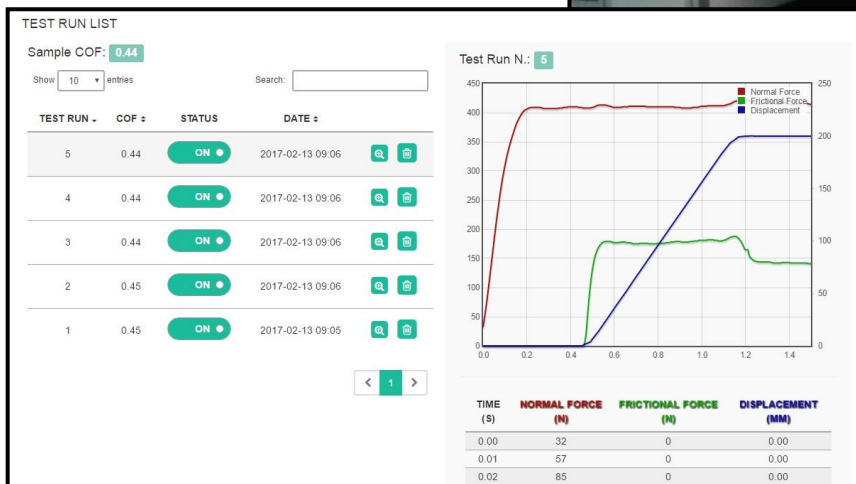 TEST RUN LIST
Sample COF: 0.44
Show 10 entries Search:
TEST RUN COF STATUS DATE
5 0.44 ON 2017-02-13 09:06
4 0.44 ON 2017-02-13 09:06
3 0.44 ON 2017-02-13 09:06
2 0.45 ON 2017-02-13 09:06
1 0.45 ON 2017-02-13 09:05
< 1 >
Test Run N.: 5
Normal Force
Frictional Force
Displacement
450
400
350
300
250
200
150
100
50
0
250
200
150
100
50
0
0.0 0.2 0.4 0.6 0.8 1.0 1.2 1.4
TIME (S) NORMAL FORCE (N) FRICTIONAL FORCE (N) DISPLACEMENT (MM)
0.00 32 0 0.00
0.01 57 0 0.00
0.02 85 0 0.00